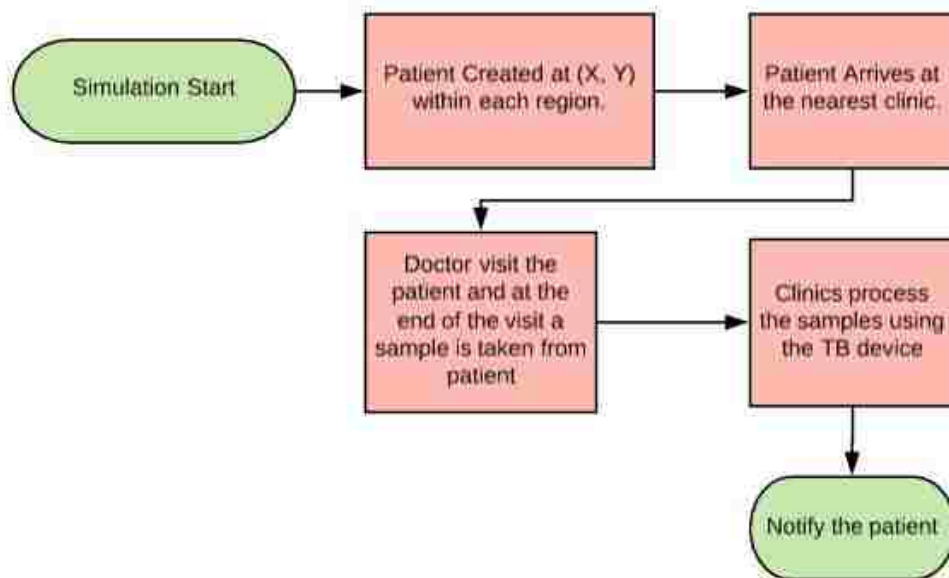 Simulation Start
Patient Created at (X, Y)
within each region.
Patient Arrives at
the nearest clinic.
Doctor visit the
patient and at the
end of the visit a
sample is taken from
patient
Clinics process
the samples using
the TB device
Notify the patient